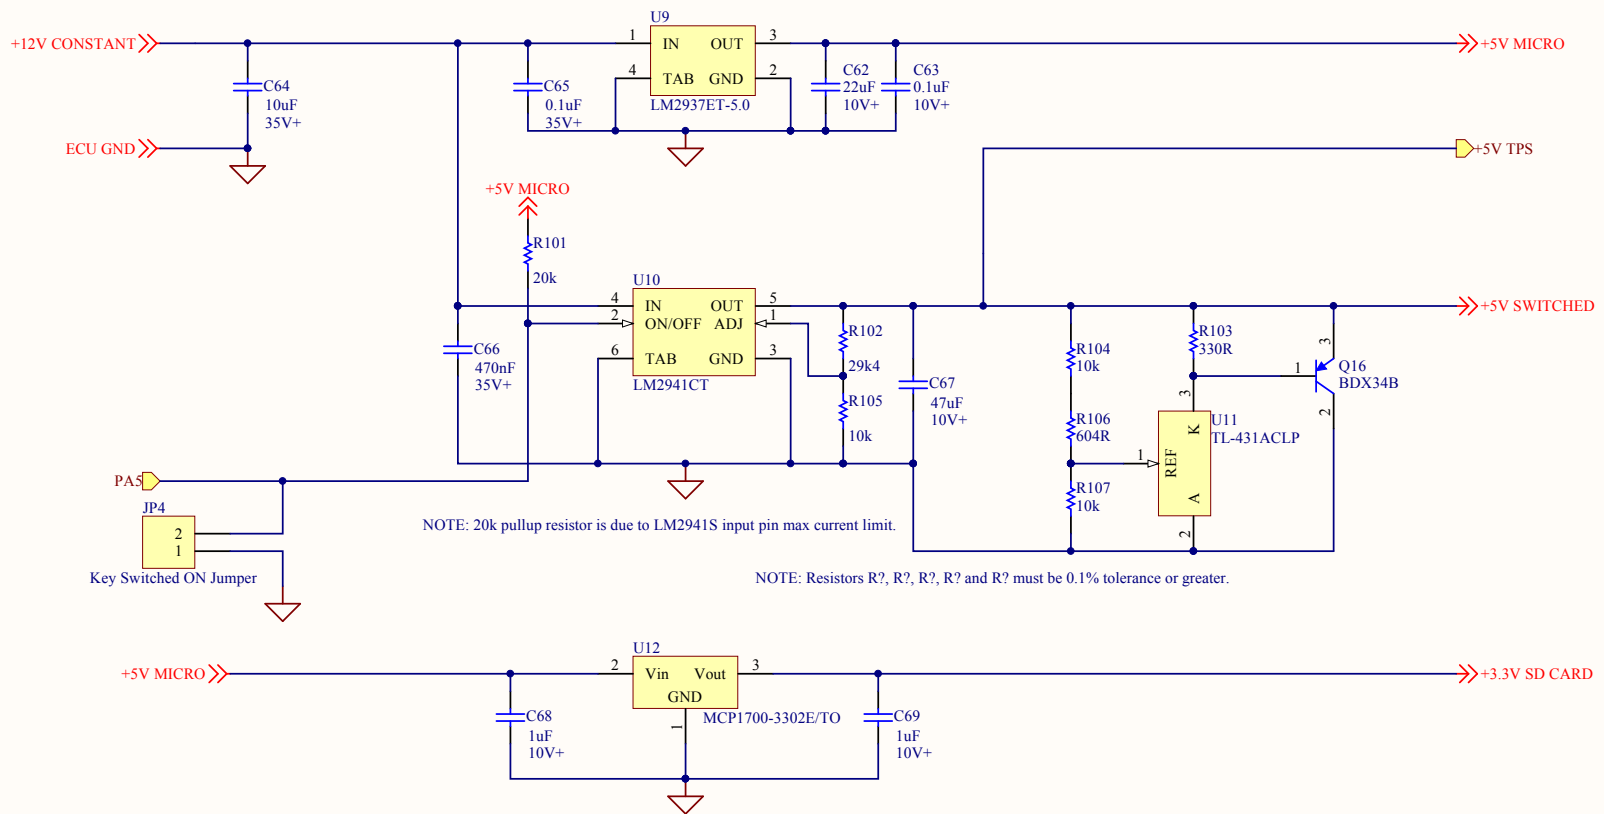 U9
+12V CONSTANT
1 IN OUT 3
+5V MICRO
4 TAB GND 2
LM2937ET-5.0
C64
10uF
35V+
C65
0.1uF
35V+
C62
22uF
10V+
C63
0.1uF
10V+
ECU GND
+5V TPS
+5V MICRO
R101
20k
U10
4 IN OUT 5
2 ON/OFF ADJ 1
6 TAB GND 3
LM2941CT
+5V SWITCHED
C66
470nF
35V+
R102
29k4
R105
10k
C67
47uF
10V+
R104
10k
R106
604R
R107
10k
R103
330R
3
1
Q16
BDX34B
2
3
K
U11
TL-431ACLP
1
REF
A
2
PA5
JP4
2
1
Key Switched ON Jumper
NOTE: 20k pullup resistor is due to LM2941S input pin max current limit.
NOTE: Resistors R?, R?, R?, R? and R? must be 0.1% tolerance or greater.
U12
+5V MICRO
2 Vin Vout 3
GND
1
MCP1700-3302E/TO
+3.3V SD CARD
C68
1uF
10V+
C69
1uF
10V+